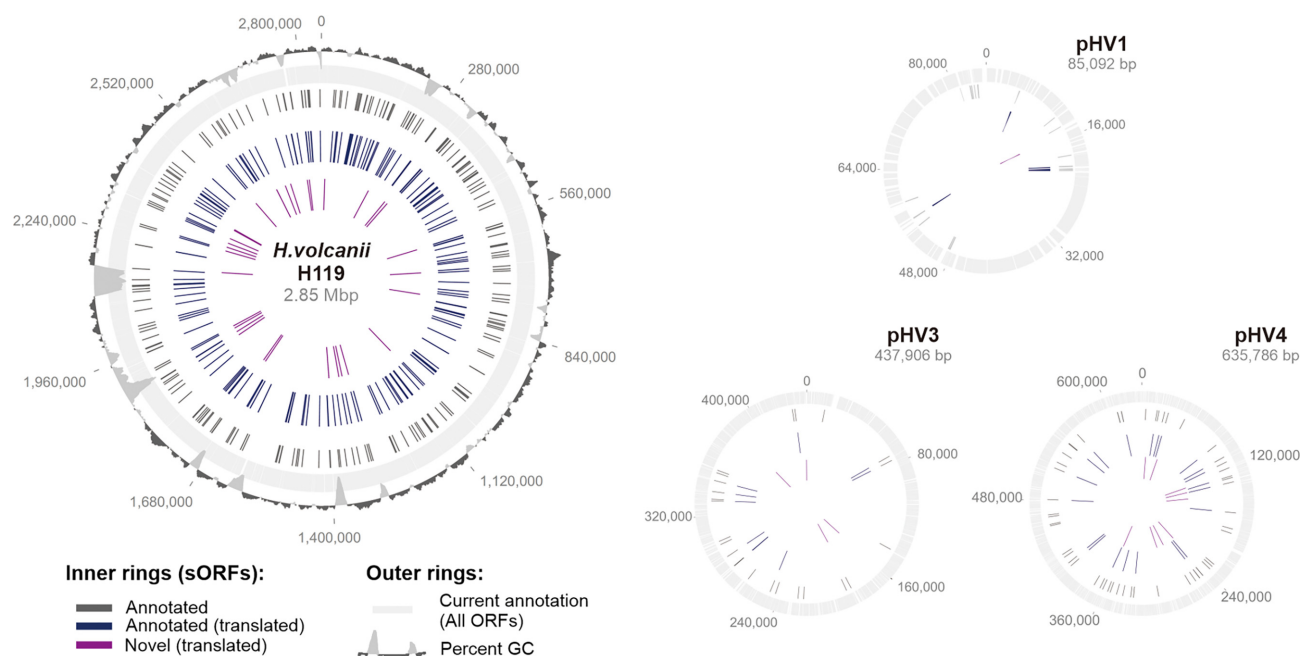 2,800,000
0
280,000
2,520,000
560,000
2,240,000
H.volcanii
H119
2.85 Mbp
840,000
1,960,000
1,120,000
1,680,000
1,400,000
pHV1
85,092 bp
0
80,000
16,000
64,000
32,000
48,000
pHV3
437,906 bp
0
400,000
80,000
320,000
160,000
240,000
pHV4
635,786 bp
0
600,000
120,000
480,000
240,000
360,000
Inner rings (sORFs):
Annotated
Annotated (translated)
Novel (translated)
Outer rings:
Current annotation
(All ORFs)
Percent GC